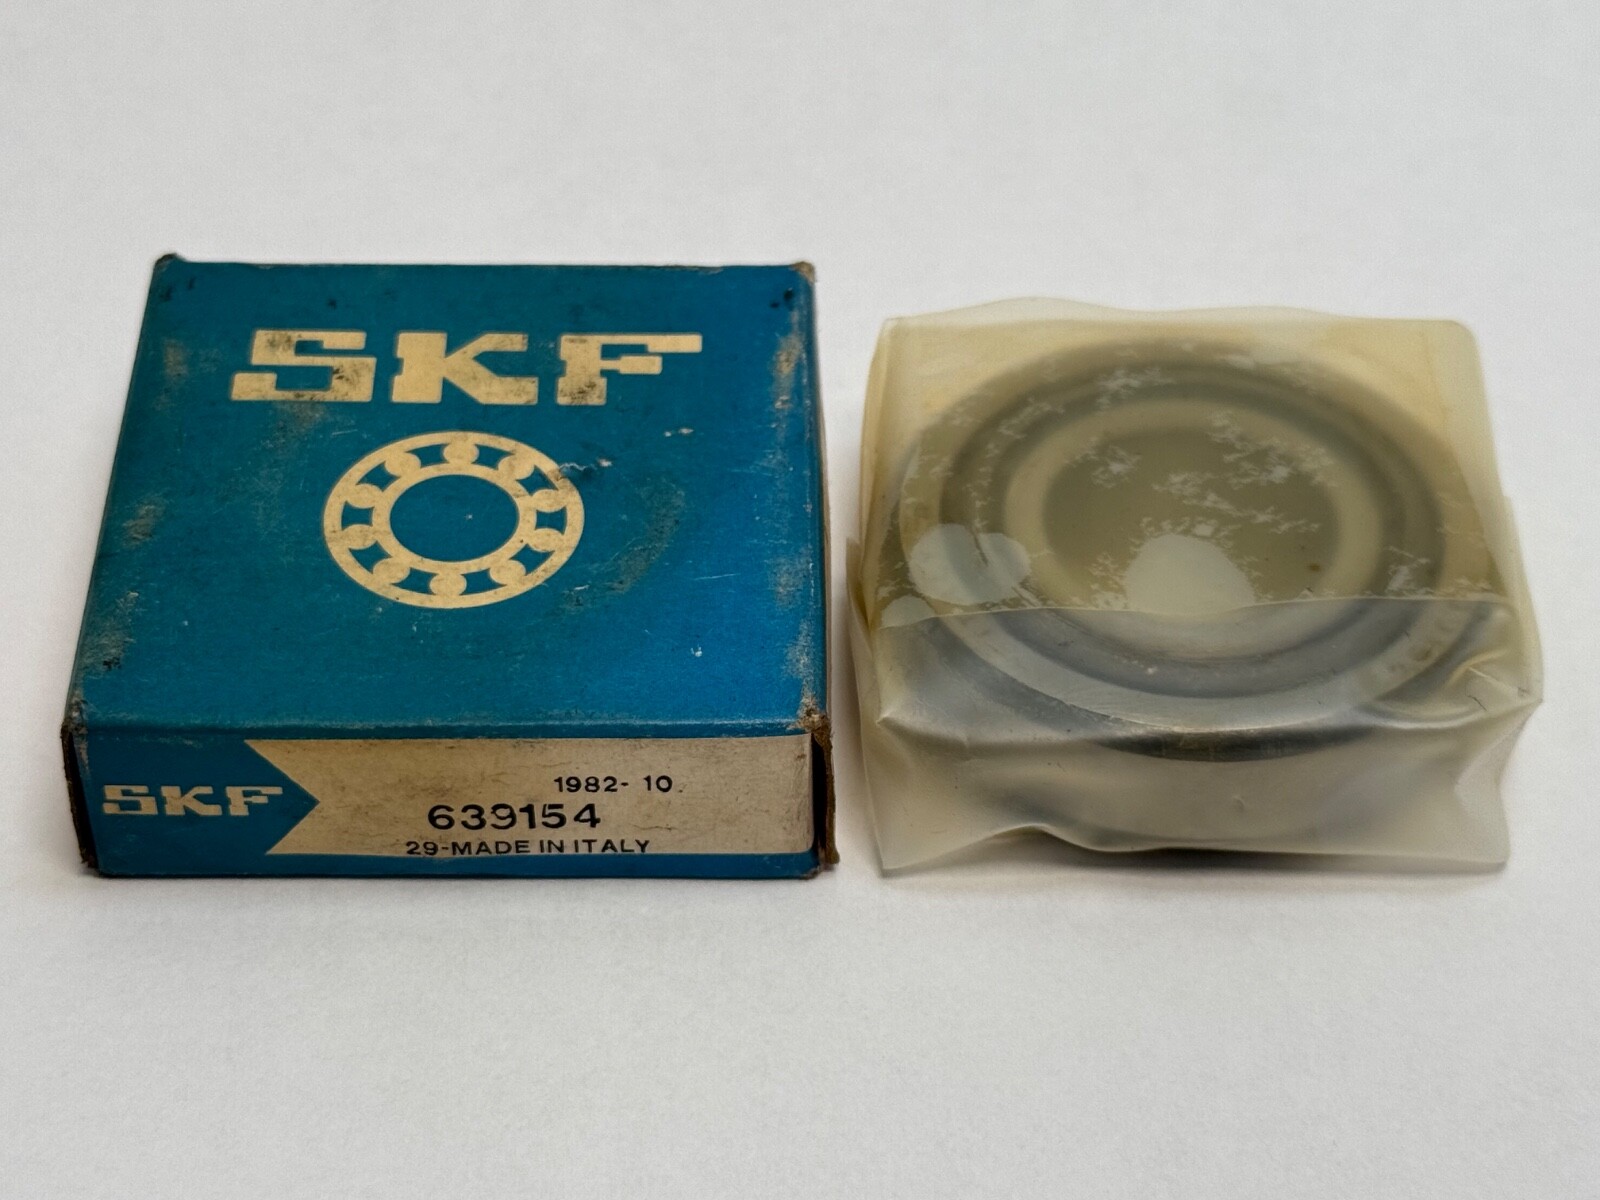 SKF
SKF
1982- 10.
639154
29-MADE IN ITALY